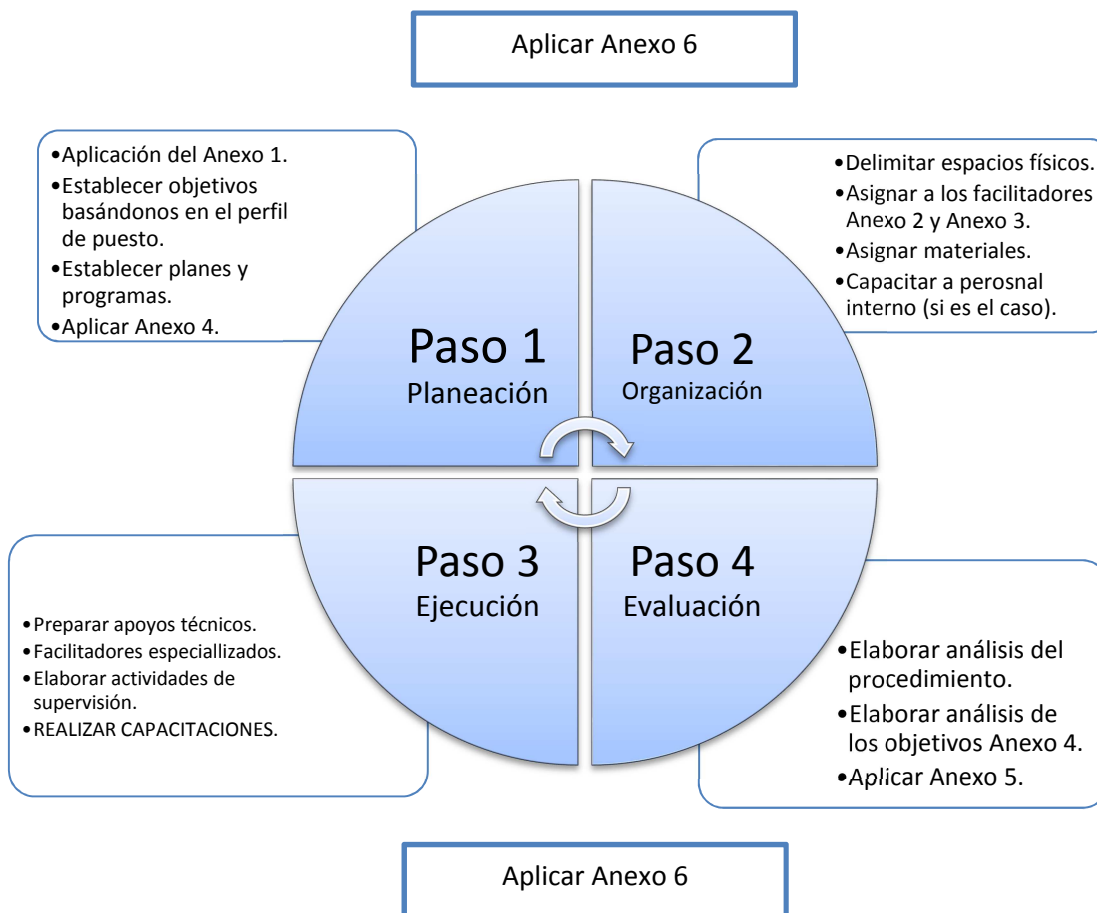 Aplicar Anexo 6
•Aplicación del Anexo 1.
•Establecer objetivos
basándonos en el perfil
de puesto.
•Establecer planes y
programas.
•Aplicar Anexo 4.
•Delimitar espacios físicos.
•Asignar a los facilitadores
Anexo 2 y Anexo 3.
•Asignar materiales.
•Capacitar a perosnal
interno (si es el caso).
Paso 1
Planeación
Paso 2
Organización
Paso 3
Ejecución
Paso 4
Evaluación
•Preparar apoyos técnicos.
•Facilitadores especiallizados.
•Elaborar actividades de
supervisión.
•REALIZAR CAPACITACIONES.
•Elaborar análisis del
procedimiento.
•Elaborar análisis de
los objetivos Anexo 4.
•Aplicar Anexo 5.
Aplicar Anexo 6